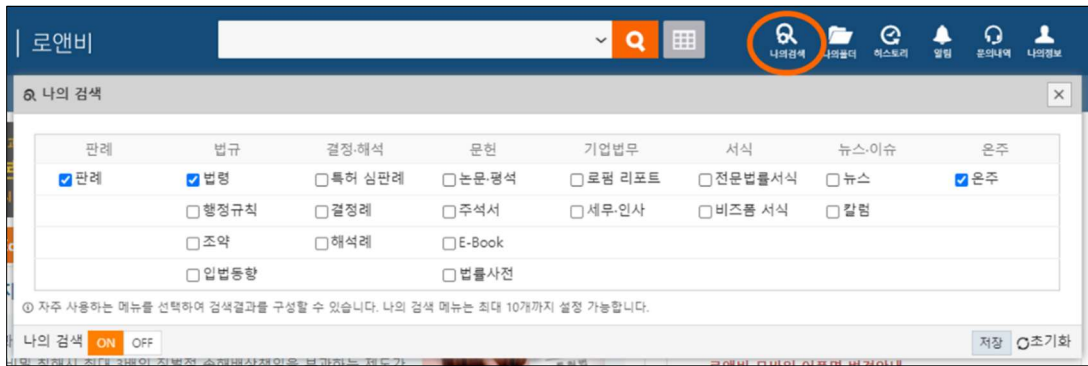 로앤비
나의검색 나의폴더 히스토리 알림 문의내역 나의정보
나의 검색
판례 법규 결정·해석 문헌 기업법무 서식 뉴스·이슈 온주
판례 법령 특허 심판례 논문·평석 로펌 리포트 전문법률서식 뉴스 온주
행정규칙 결정례 주석서 세무·인사 비즈폼 서식 칼럼
조약 해석례 E-Book
입법동향 법률사전
자주 사용하는 메뉴를 선택하여 검색결과를 구성할 수 있습니다. 나의 검색 메뉴는 최대 10개까지 설정 가능합니다.
나의 검색 ON OFF 저장 초기화